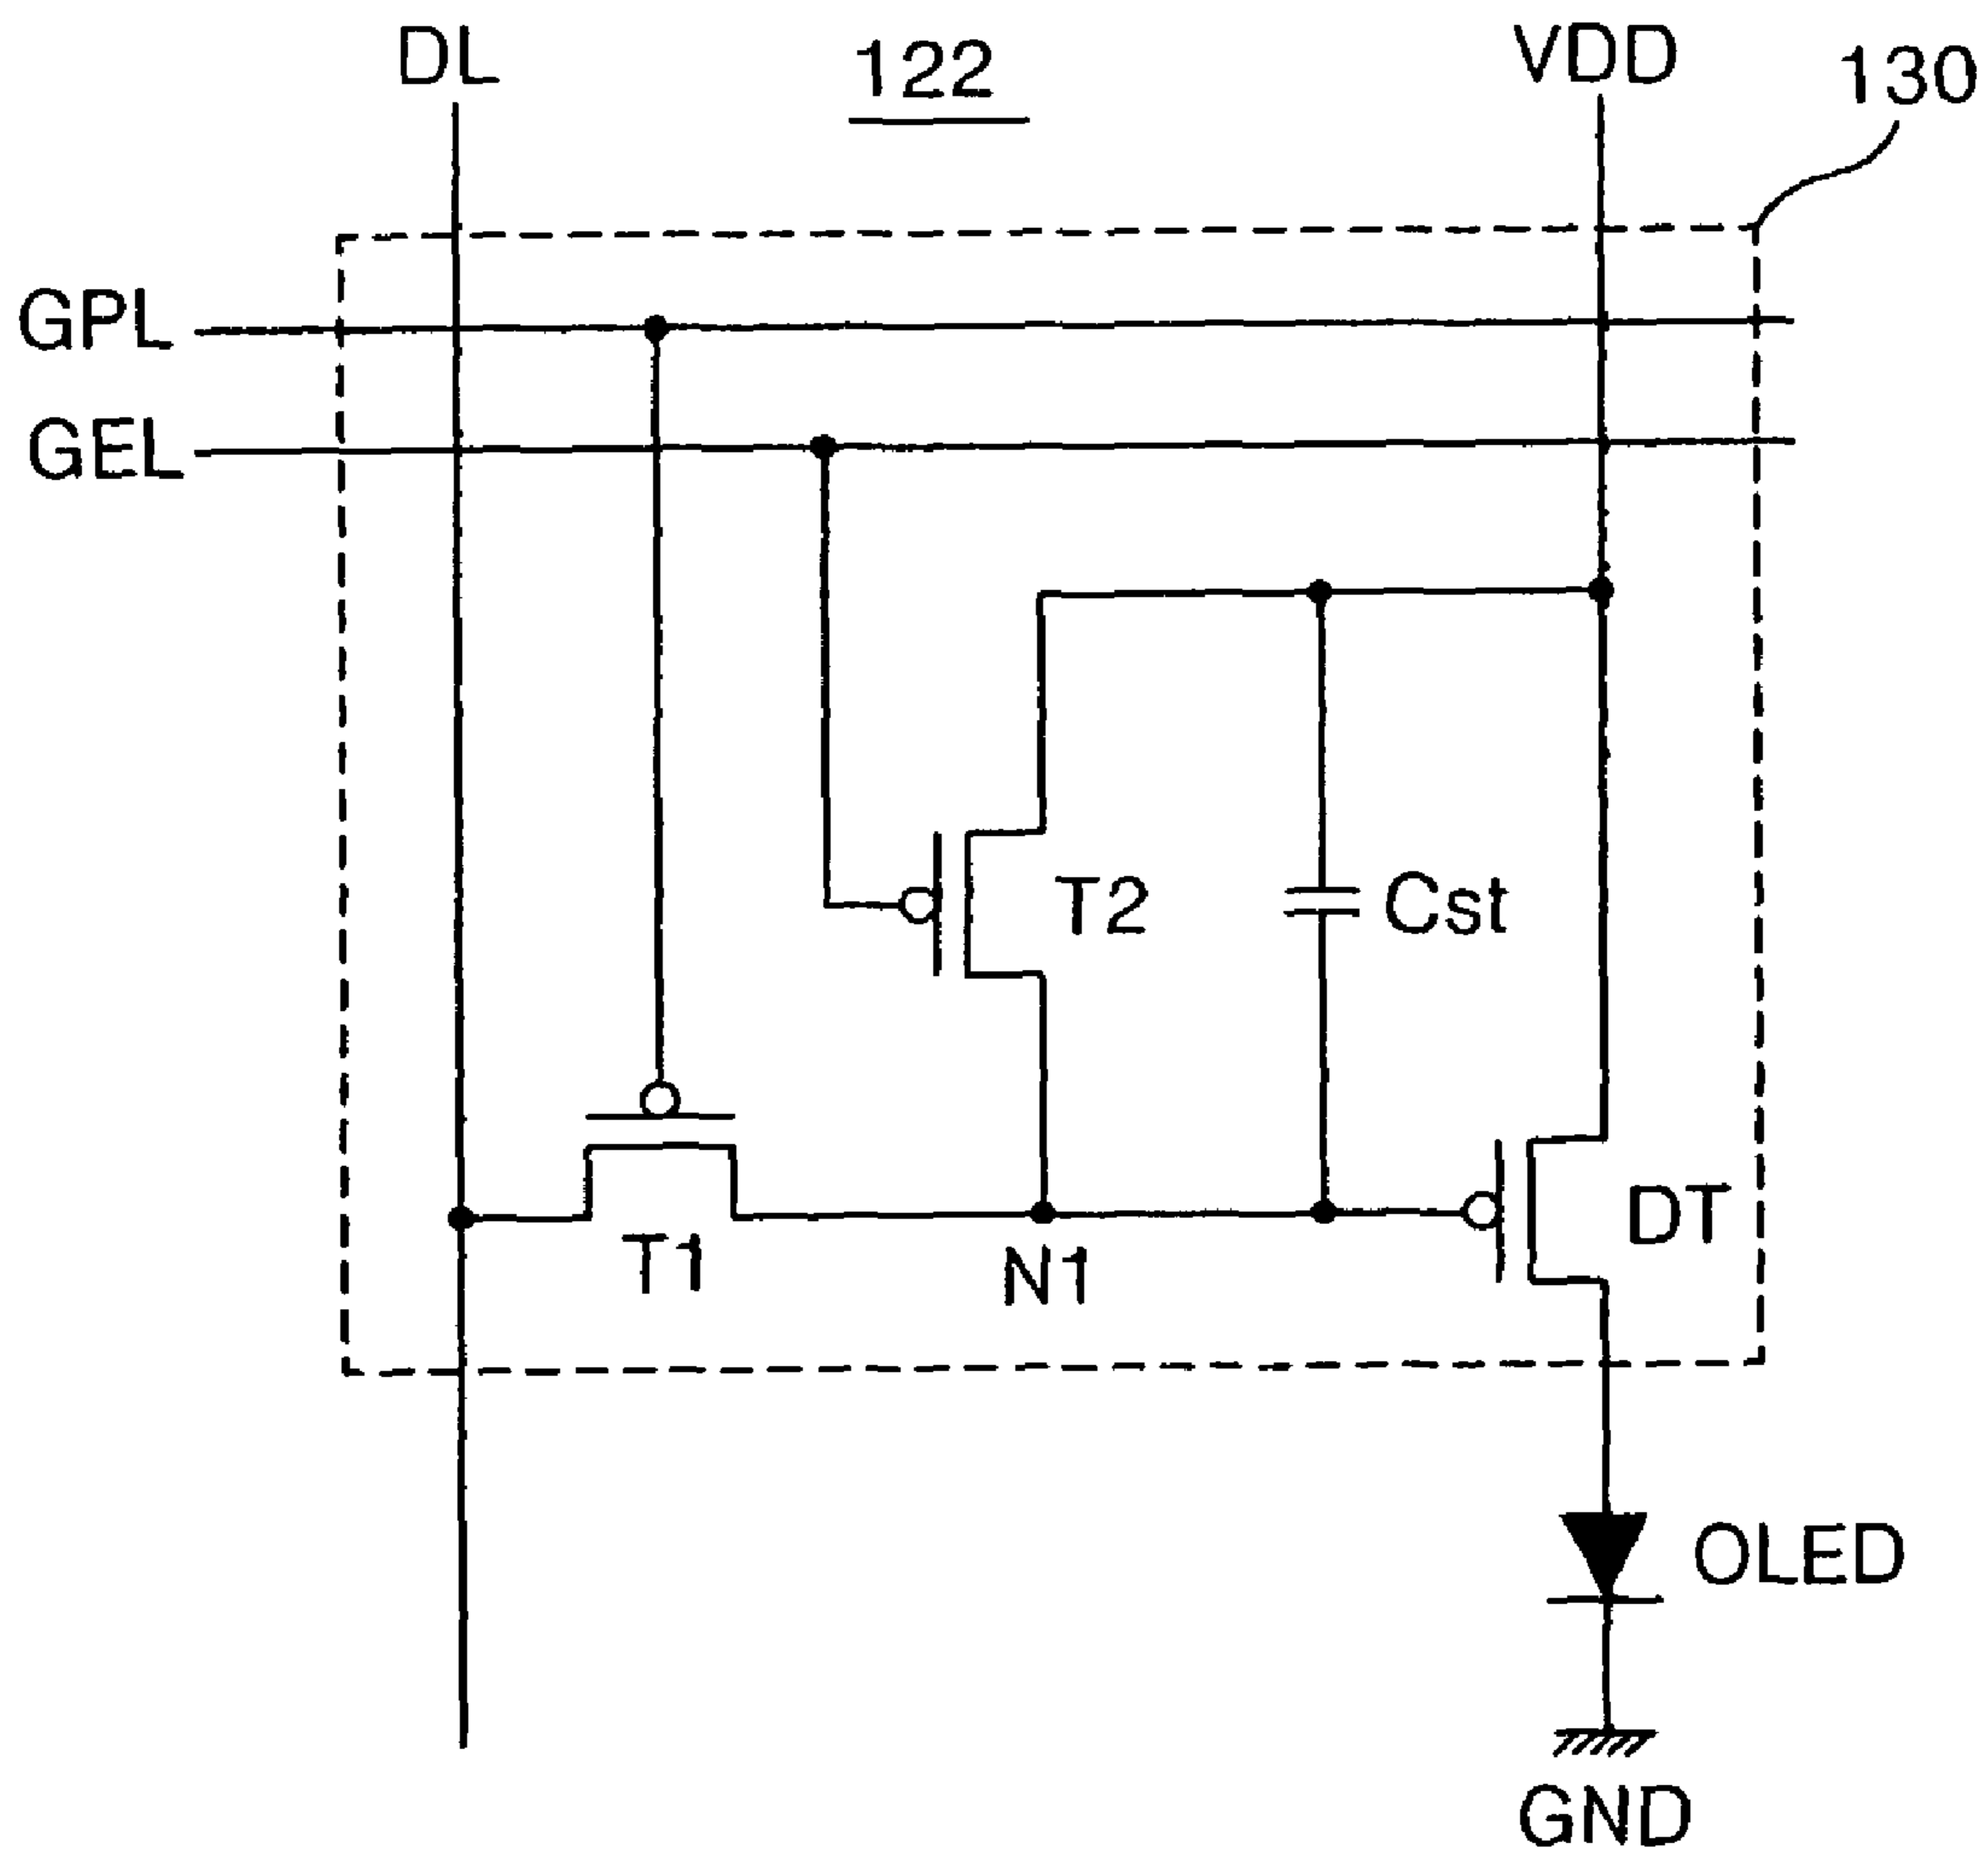 DL
122
VDD
130
GPL
GEL
T2
Cst
DT
T1
N1
OLED
GND